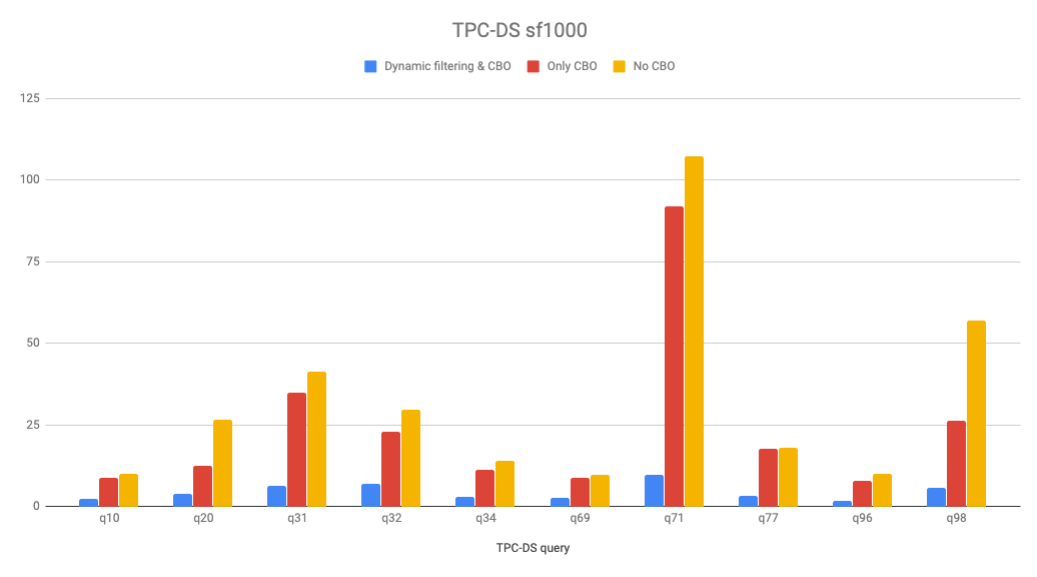 TPC-DS sf1000
Dynamic filtering & CBO Only CBO No CBO
125
100
75
50
25
0
q10 q20 q31 q32 q34 q69 q71 q77 q96 q98
TPC-DS query